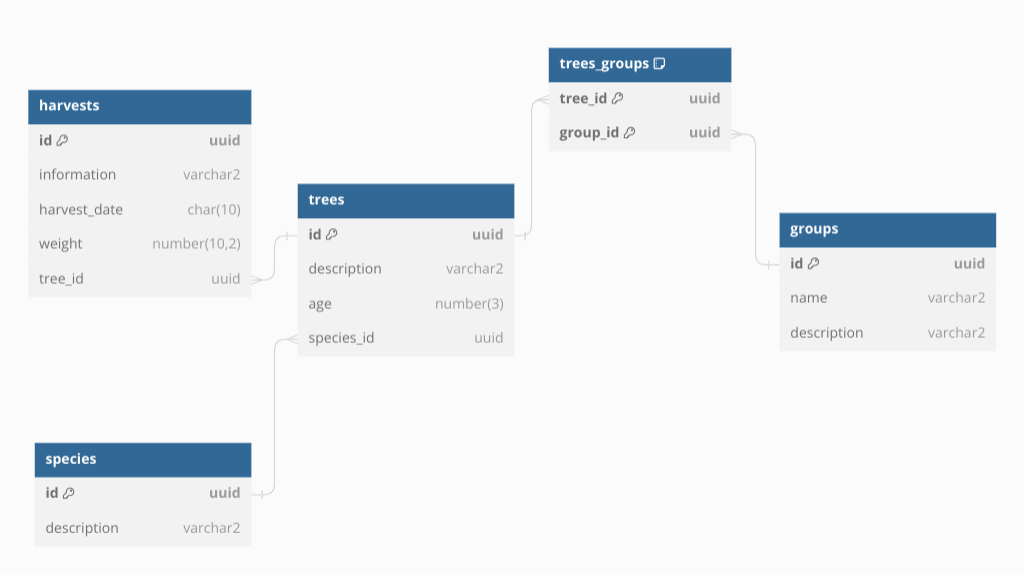 harvests
id uuid
information varchar2
harvest_date char(10)
weight number(10,2)
tree_id uuid
trees
id uuid
description varchar2
age number(3)
species_id uuid
trees_groups
tree_id uuid
group_id uuid
groups
id uuid
name varchar2
description varchar2
species
id uuid
description varchar2